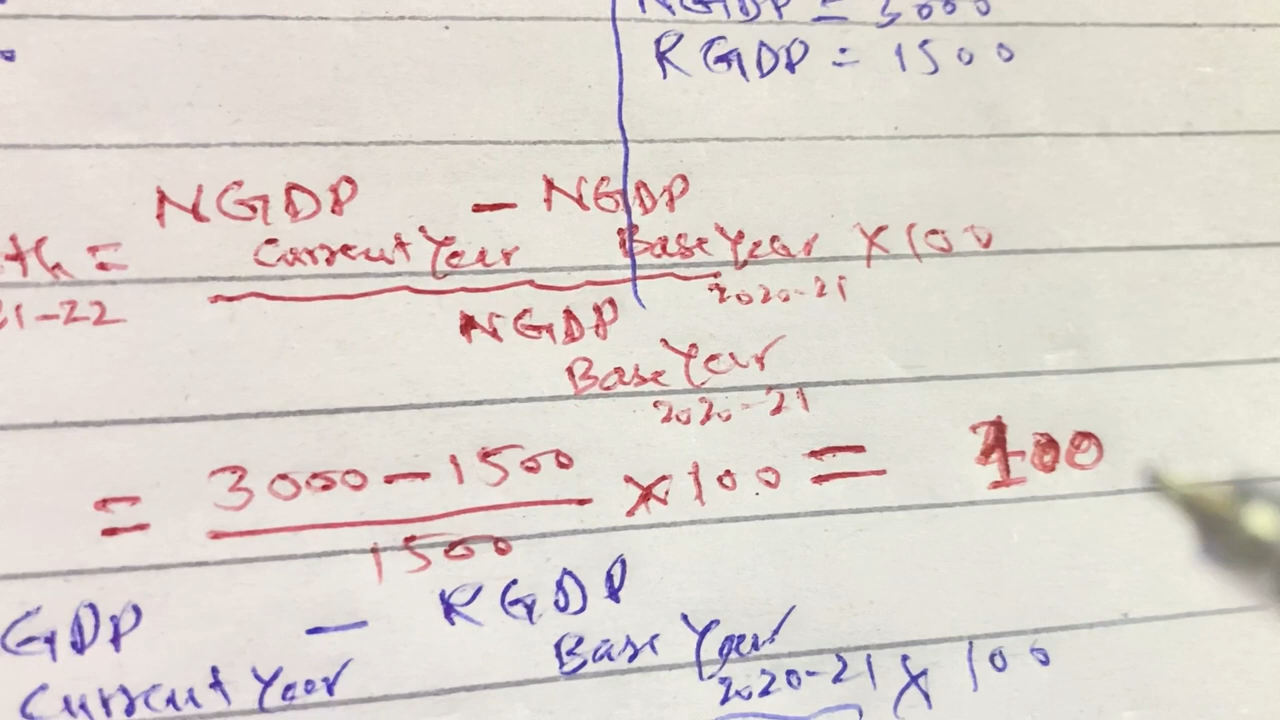 NGDP = 3000
RGDP = 1500
NGDP - NGDP
th = Current Year Base Year × 100
21-22 2020-21
NGDP
Base Year
2020-21
= 3000 - 1500 × 100 = 100
1500
GDP - RGDP
Current Year Base Year
2020-21 × 100